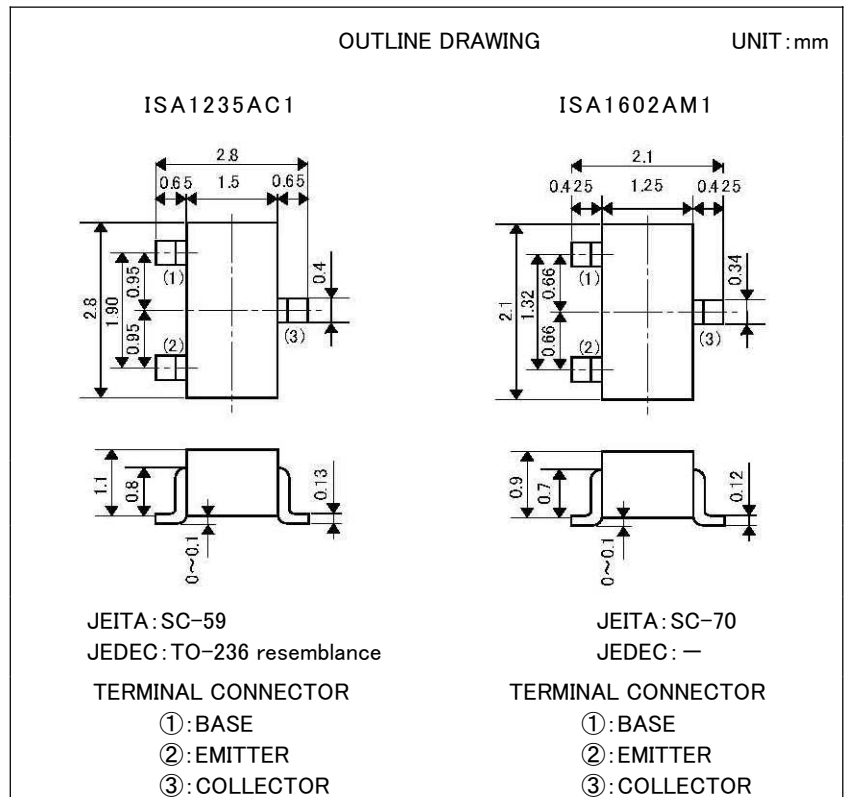 OUTLINE DRAWING UNIT:mm
ISA1235AC1
2.8
0.65 1.5 0.65
2.8
1.90
0.95
0.95
(1)
(2)
(3)
0.4
1.1
0.8
0.13
0~0.1
JEITA:SC-59
JEDEC:TO-236 resemblance
TERMINAL CONNECTOR
①:BASE
②:EMITTER
③:COLLECTOR
ISA1602AM1
2.1
0.425 1.25 0.425
2.1
1.32
0.66
0.66
(1)
(2)
(3)
0.34
0.9
0.7
0.12
0~0.1
JEITA:SC-70
JEDEC:－
TERMINAL CONNECTOR
①:BASE
②:EMITTER
③:COLLECTOR